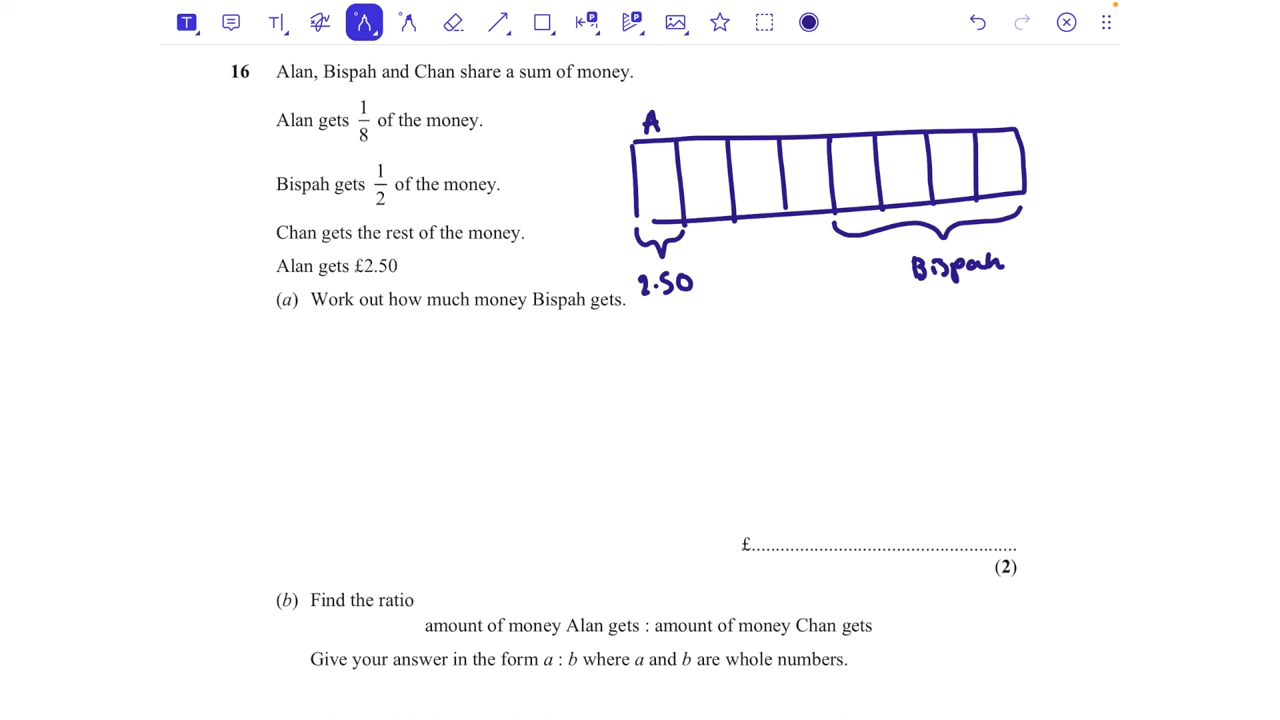 16 Alan, Bispah and Chan share a sum of money.
A
Alan gets 1/8 of the money.
Bispah gets 1/2 of the money.
Chan gets the rest of the money.
Alan gets £2.50
Bispah
2.50
(a) Work out how much money Bispah gets.
£......................................................
(2)
(b) Find the ratio
amount of money Alan gets : amount of money Chan gets
Give your answer in the form a : b where a and b are whole numbers.